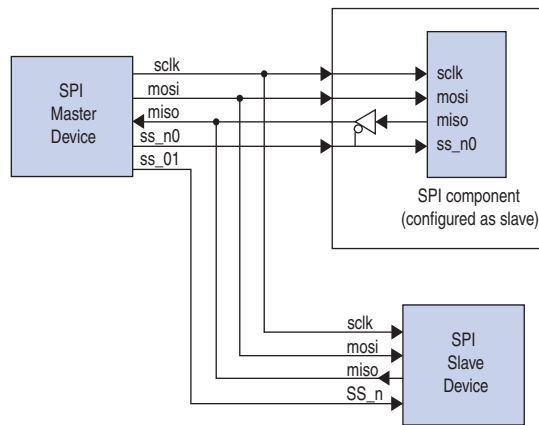 sclk
mosi
miso
ss_n0
ss_01
SPI
Master
Device
sclk
mosi
miso
ss_n0
SPI component
(configured as slave)
sclk
mosi
miso
SS_n
SPI
Slave
Device